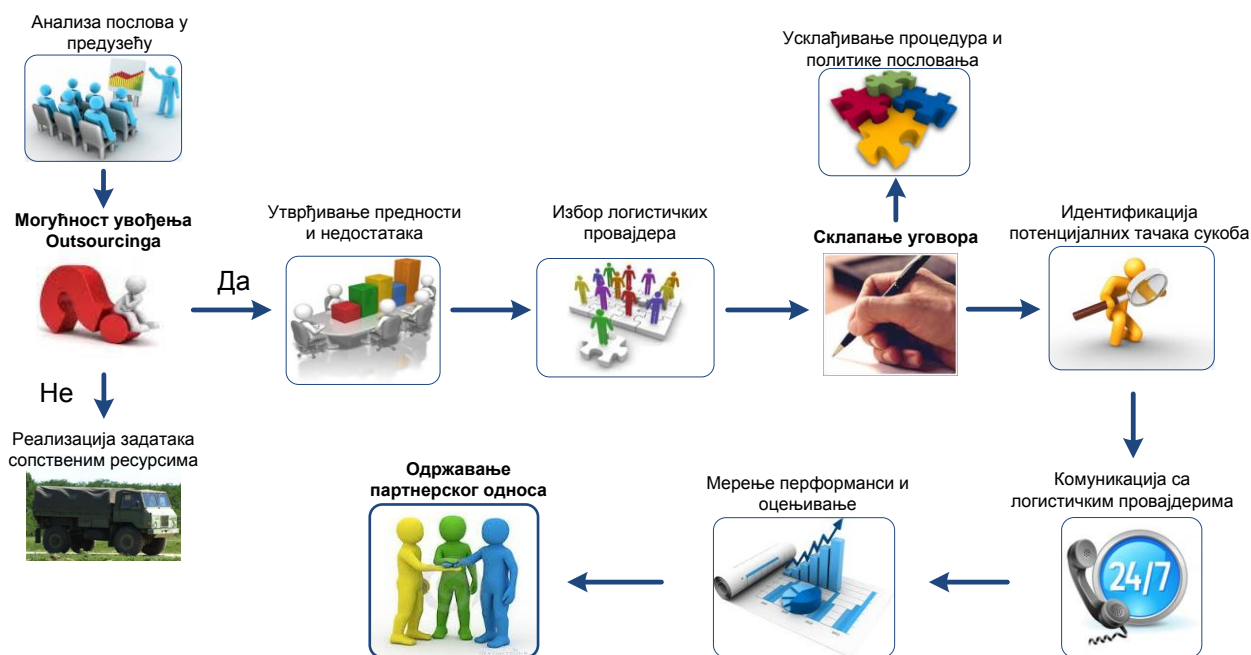 Анализа послова у
предузећу
Могућност увођења
Outsourcingа
Да
Не
Реализација задатака
сопственим ресурсима
Утврђивање предности
и недостатака
Избор логистичких
провајдера
Склапање уговора
Усклађивање процедура и
политике пословања
Идентификација
потенцијалних тачака сукоба
Комуникација са
логистичким провајдерима
24/7
Мерење перформанси и
оцењивање
Одржавање
партнерског односа